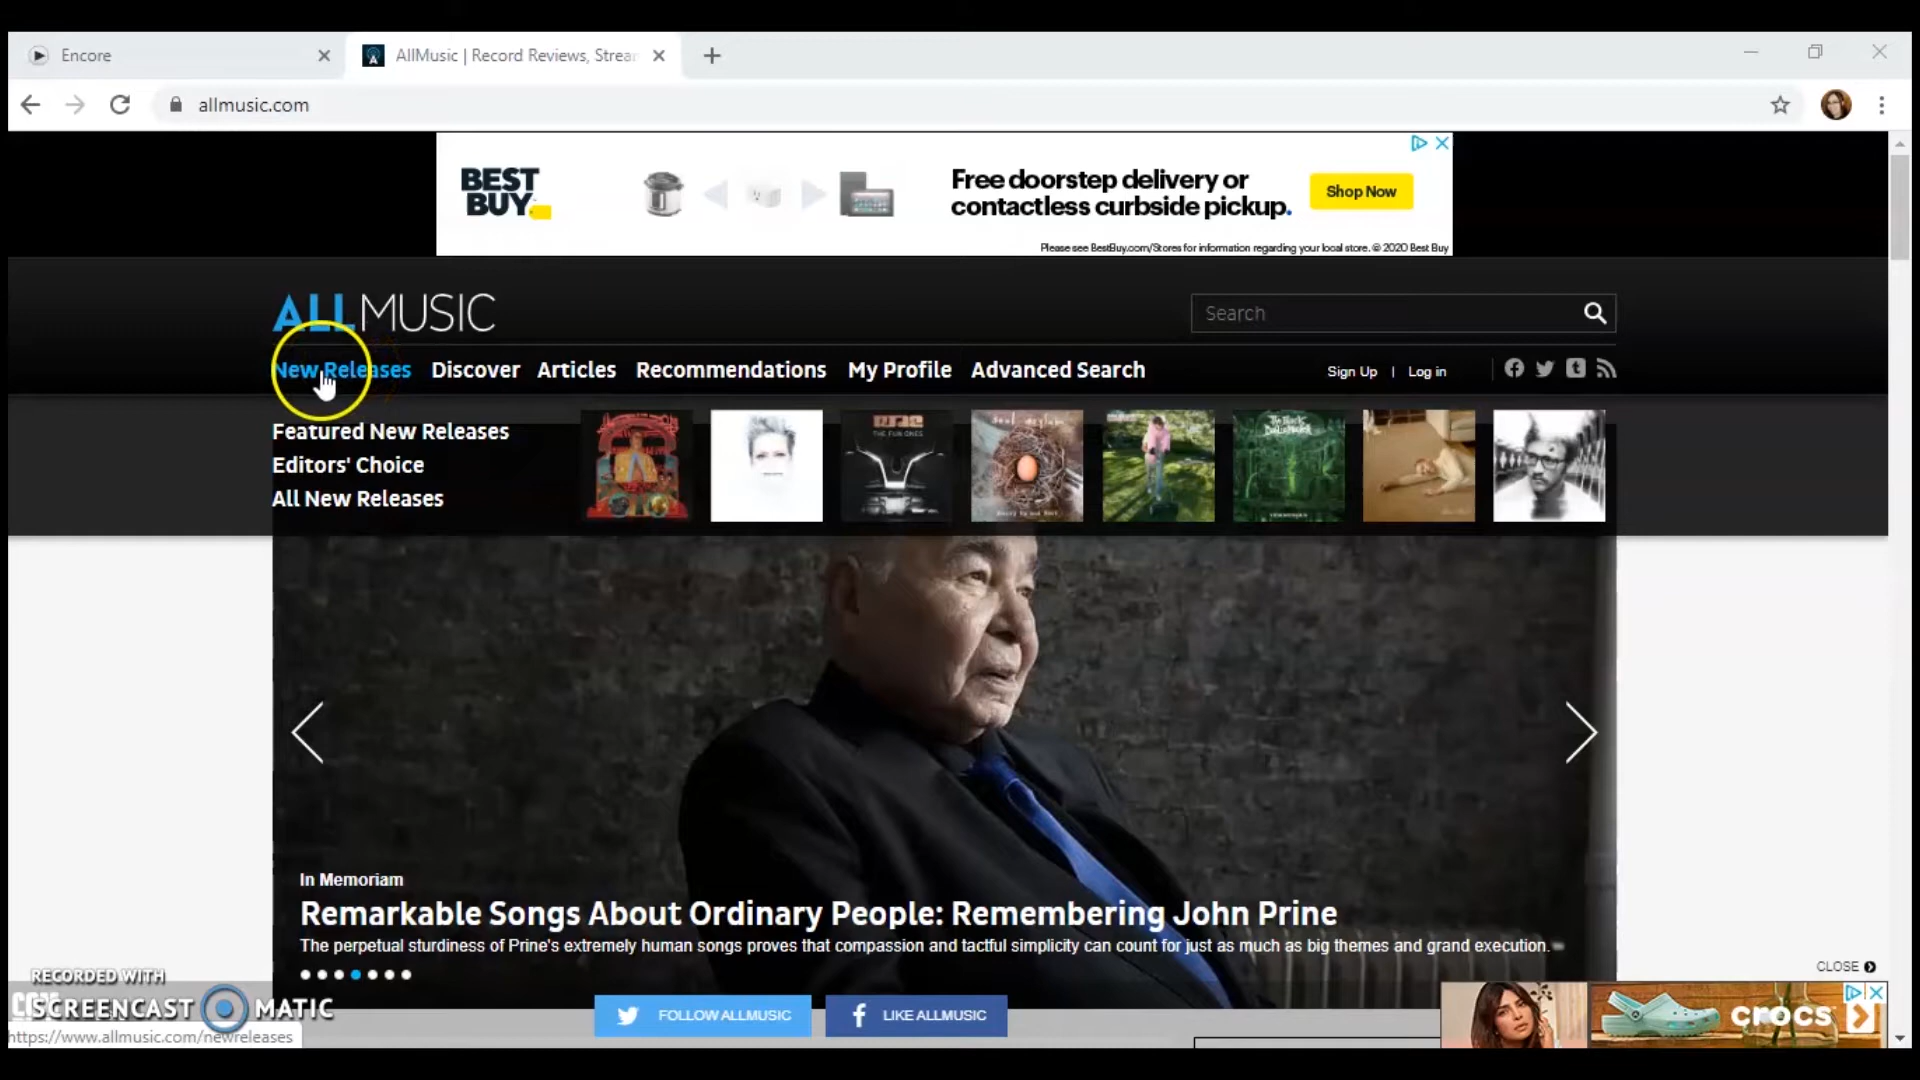 Encore
AllMusic | Record Reviews, Strea
allmusic.com
BEST
BUY
Free doorstep delivery or
contactless curbside pickup.
Shop Now
Please see BestBuy.com/Stores for information regarding your local store. © 2020 Best Buy
ALLMUSIC
Search
New Releases Discover Articles Recommendations My Profile Advanced Search
Sign Up | Log in
Featured New Releases
Editors' Choice
All New Releases
THE FUN ONES
soul asylum
In Memoriam
Remarkable Songs About Ordinary People: Remembering John Prine
The perpetual sturdiness of Prine's extremely human songs proves that compassion and tactful simplicity can count for just as much as big themes and grand execution.
CLOSE
RECORDED WITH
SCREENCAST MATIC
FOLLOW ALLMUSIC
LIKE ALLMUSIC
crocs
https://www.allmusic.com/newreleases